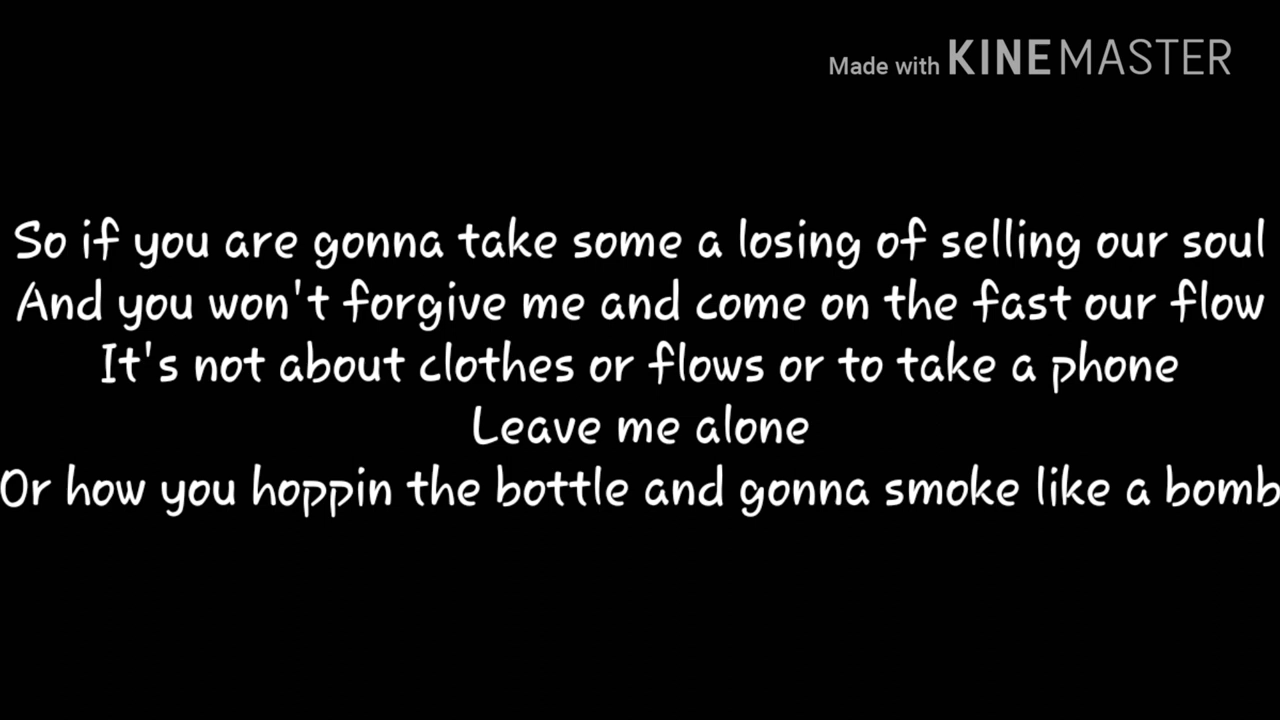 Made with KINEMASTER
So if you are gonna take some a losing of selling our soul
And you won't forgive me and come on the fast our flow
It's not about clothes or flows or to take a phone
Leave me alone
Or how you hoppin the bottle and gonna smoke like a bomb